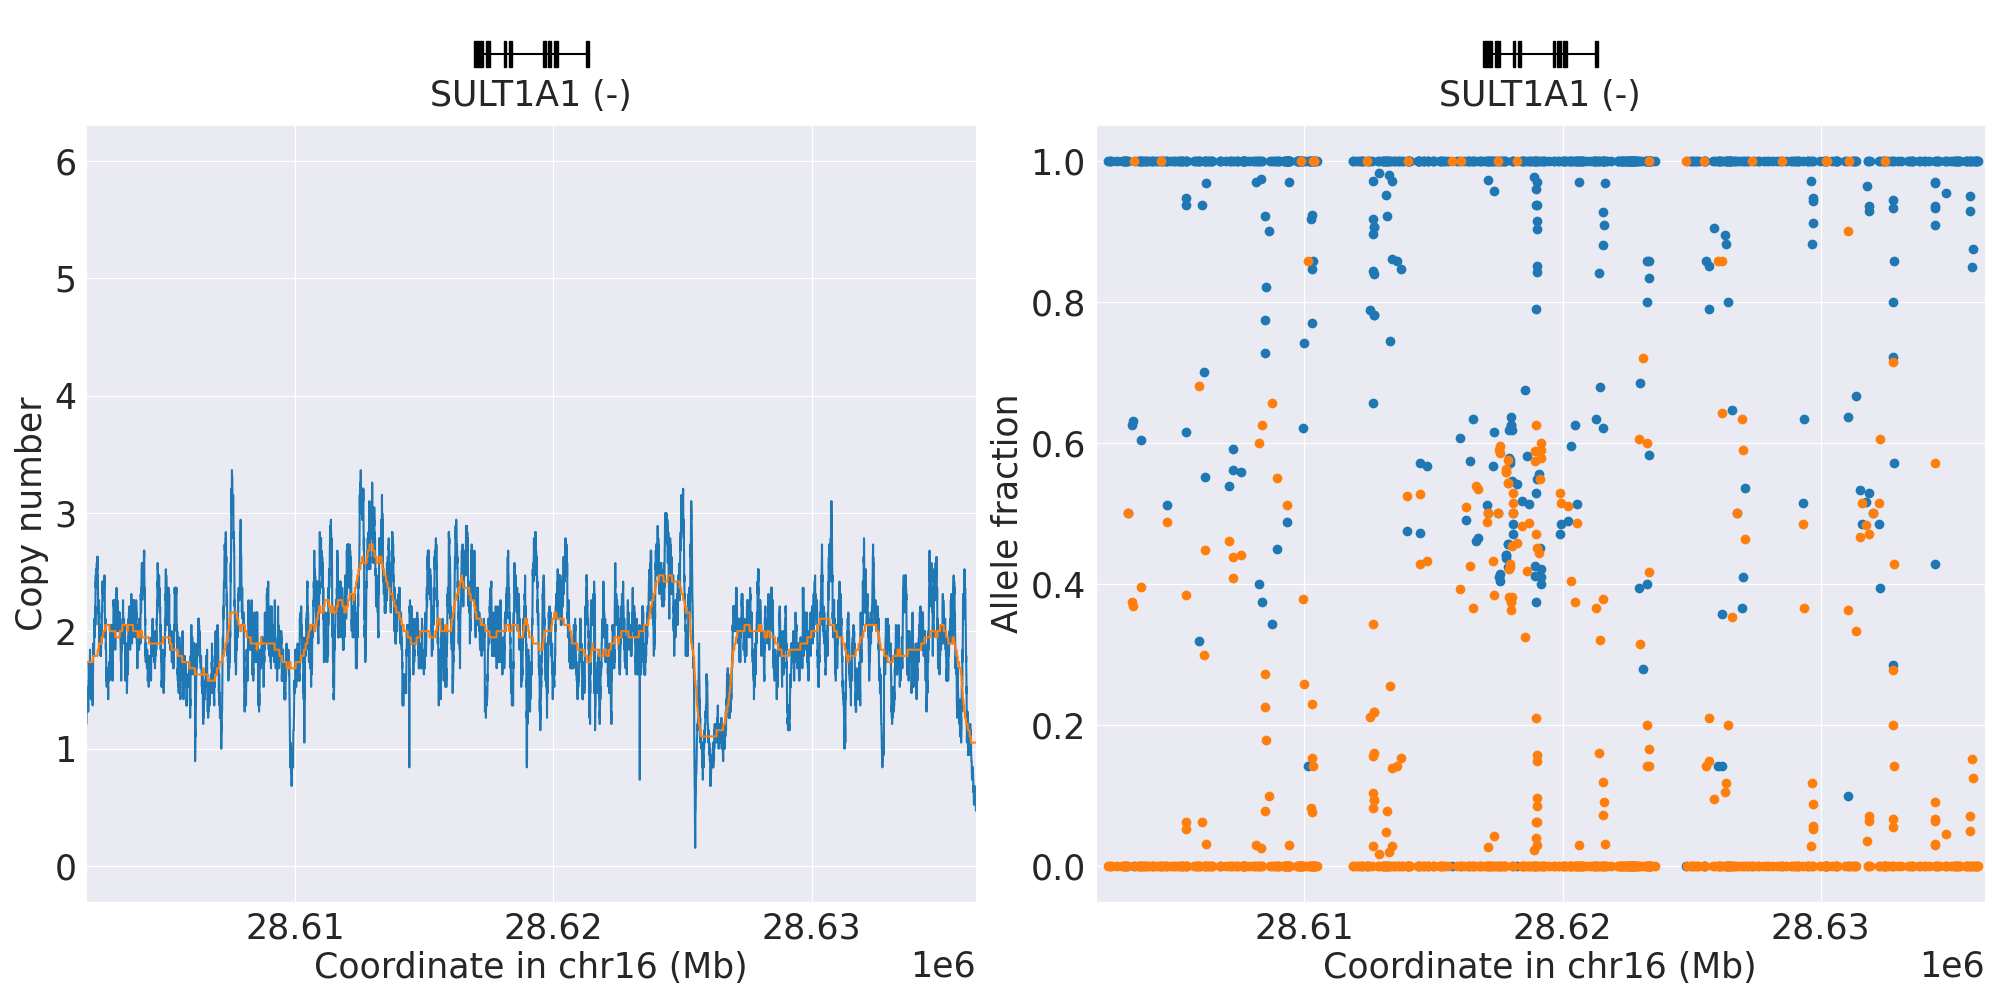 SULT1A1 (-)
6
5
4
3
2
1
0
Copy number
28.61
28.62
28.63
Coordinate in chr16 (Mb)
1e6
SULT1A1 (-)
1.0
0.8
0.6
0.4
0.2
0.0
Allele fraction
28.61
28.62
28.63
Coordinate in chr16 (Mb)
1e6